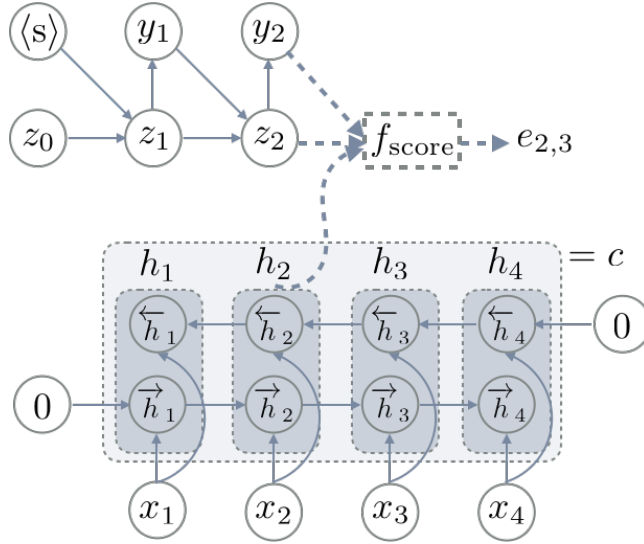 ⟨s⟩ y₁ y₂
z₀ z₁ z₂ f_score e₂,₃
h₁ h₂ h₃ h₄ = c
←h₁ ←h₂ ←h₃ ←h₄ 0
0 →h₁ →h₂ →h₃ →h₄
x₁ x₂ x₃ x₄